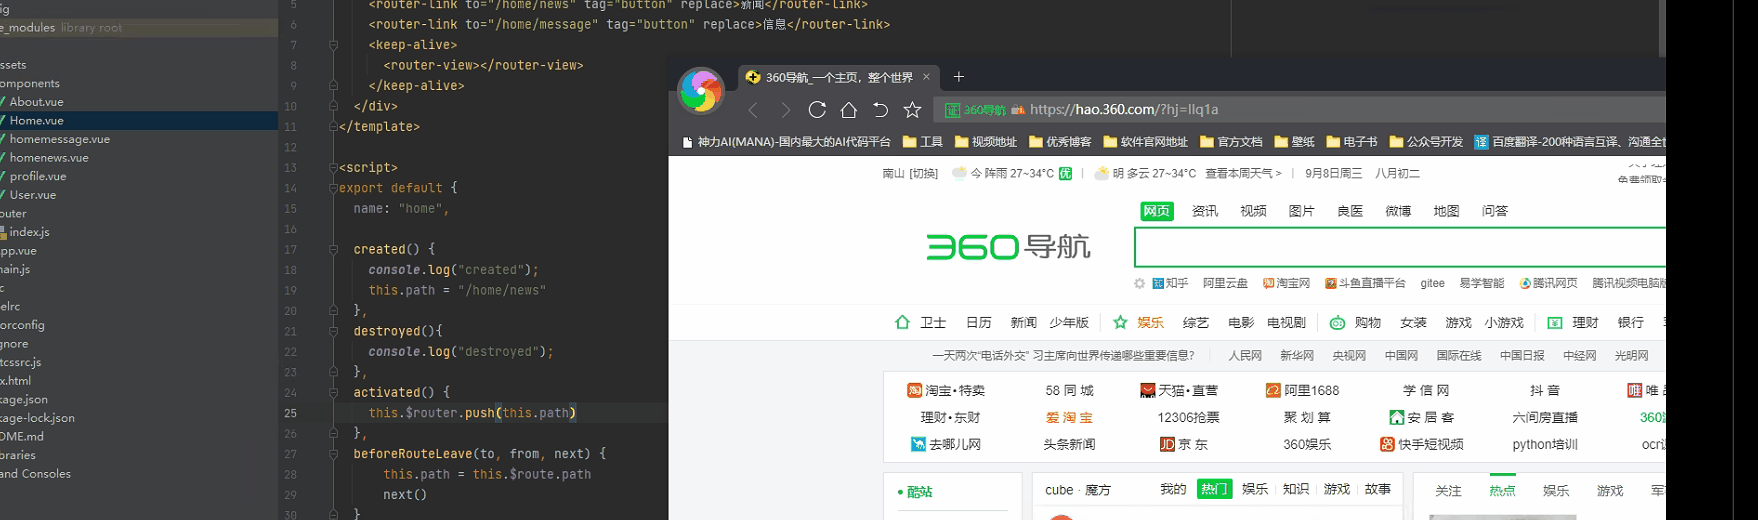 ig
e_modules library root
ssets
omponents
About.vue
Home.vue
homemessage.vue
homenews.vue
profile.vue
User.vue
outer
index.js
pp.vue
nain.js
c
elrc
orconfig
gnore
tcssrc.js
x.html
kage.json
kage-lock.json
OME.md
braries
and Consoles
5 <router-link to="/home/news" tag="button" replace>新闻</router-link>
6 <router-link to="/home/message" tag="button" replace>信息</router-link>
7 <keep-alive>
8 <router-view></router-view>
9 </keep-alive>
10 </div>
11 </template>
12
13 <script>
14 export default {
15 name: "home",
16
17 created() {
18 console.log("created");
19 this.path = "/home/news"
20 },
21 destroyed(){
22 console.log("destroyed");
23 },
24 activated() {
25 this.$router.push(this.path)
26 },
27 beforeRouteLeave(to, from, next) {
28 this.path = this.$route.path
29 next()
30 }
360导航_一个主页，整个世界 × +
证 360导航 https://hao.360.com/?hj=llq1a
神力AI(MANA)-国内最大的AI代码平台 工具 视频地址 优秀博客 软件官网地址 官方文档 壁纸 电子书 公众号开发 译 百度翻译-200种语言互译、沟通全世
南山 [切换] 今 阵雨 27~34°C 优 | 明 多云 27~34°C 查看本周天气 > | 9月8日周三 八月初二
免费领取
网页 资讯 视频 图片 良医 微博 地图 问答
360导航
知 知乎 阿里云盘 淘 淘宝网 斗鱼直播平台 gitee 易学智能 腾讯网页 腾讯视频电脑版
卫士 日历 新闻 少年版 娱乐 综艺 电影 电视剧 购物 女装 游戏 小游戏 理财 银行
一天两次“电话外交” 习主席向世界传递哪些重要信息？ 人民网 新华网 央视网 中国网 国际在线 中国日报 中经网 光明网
淘 淘宝•特卖 58 同 城 天猫•直营 阿里1688 学 信 网 抖 音 唯 唯 品
理财•东财 爱 淘 宝 12306抢票 聚 划 算 安 居 客 六间房直播 360
去哪儿网 头条新闻 JD 京 东 360娱乐 快手短视频 python培训 ocr
• 酷站
cube · 魔方 我的 热门 娱乐 知识 游戏 故事
关注 热点 娱乐 游戏 军